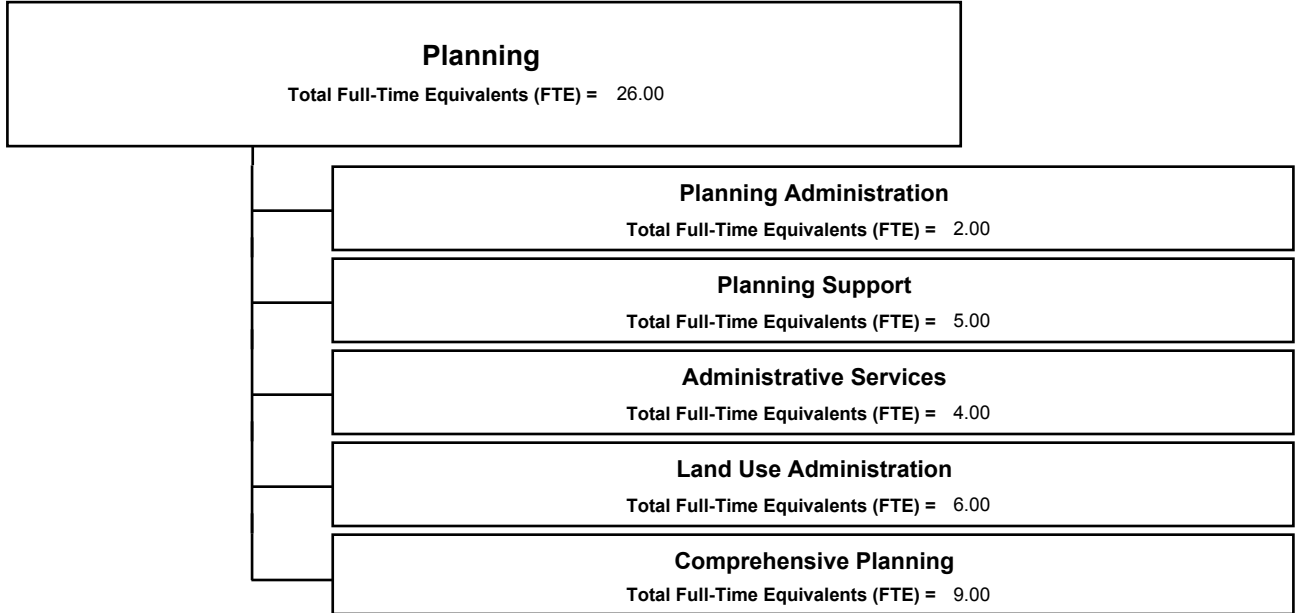 Planning
Total Full-Time Equivalents (FTE) = 26.00
Planning Administration
Total Full-Time Equivalents (FTE) = 2.00
Planning Support
Total Full-Time Equivalents (FTE) = 5.00
Administrative Services
Total Full-Time Equivalents (FTE) = 4.00
Land Use Administration
Total Full-Time Equivalents (FTE) = 6.00
Comprehensive Planning
Total Full-Time Equivalents (FTE) = 9.00